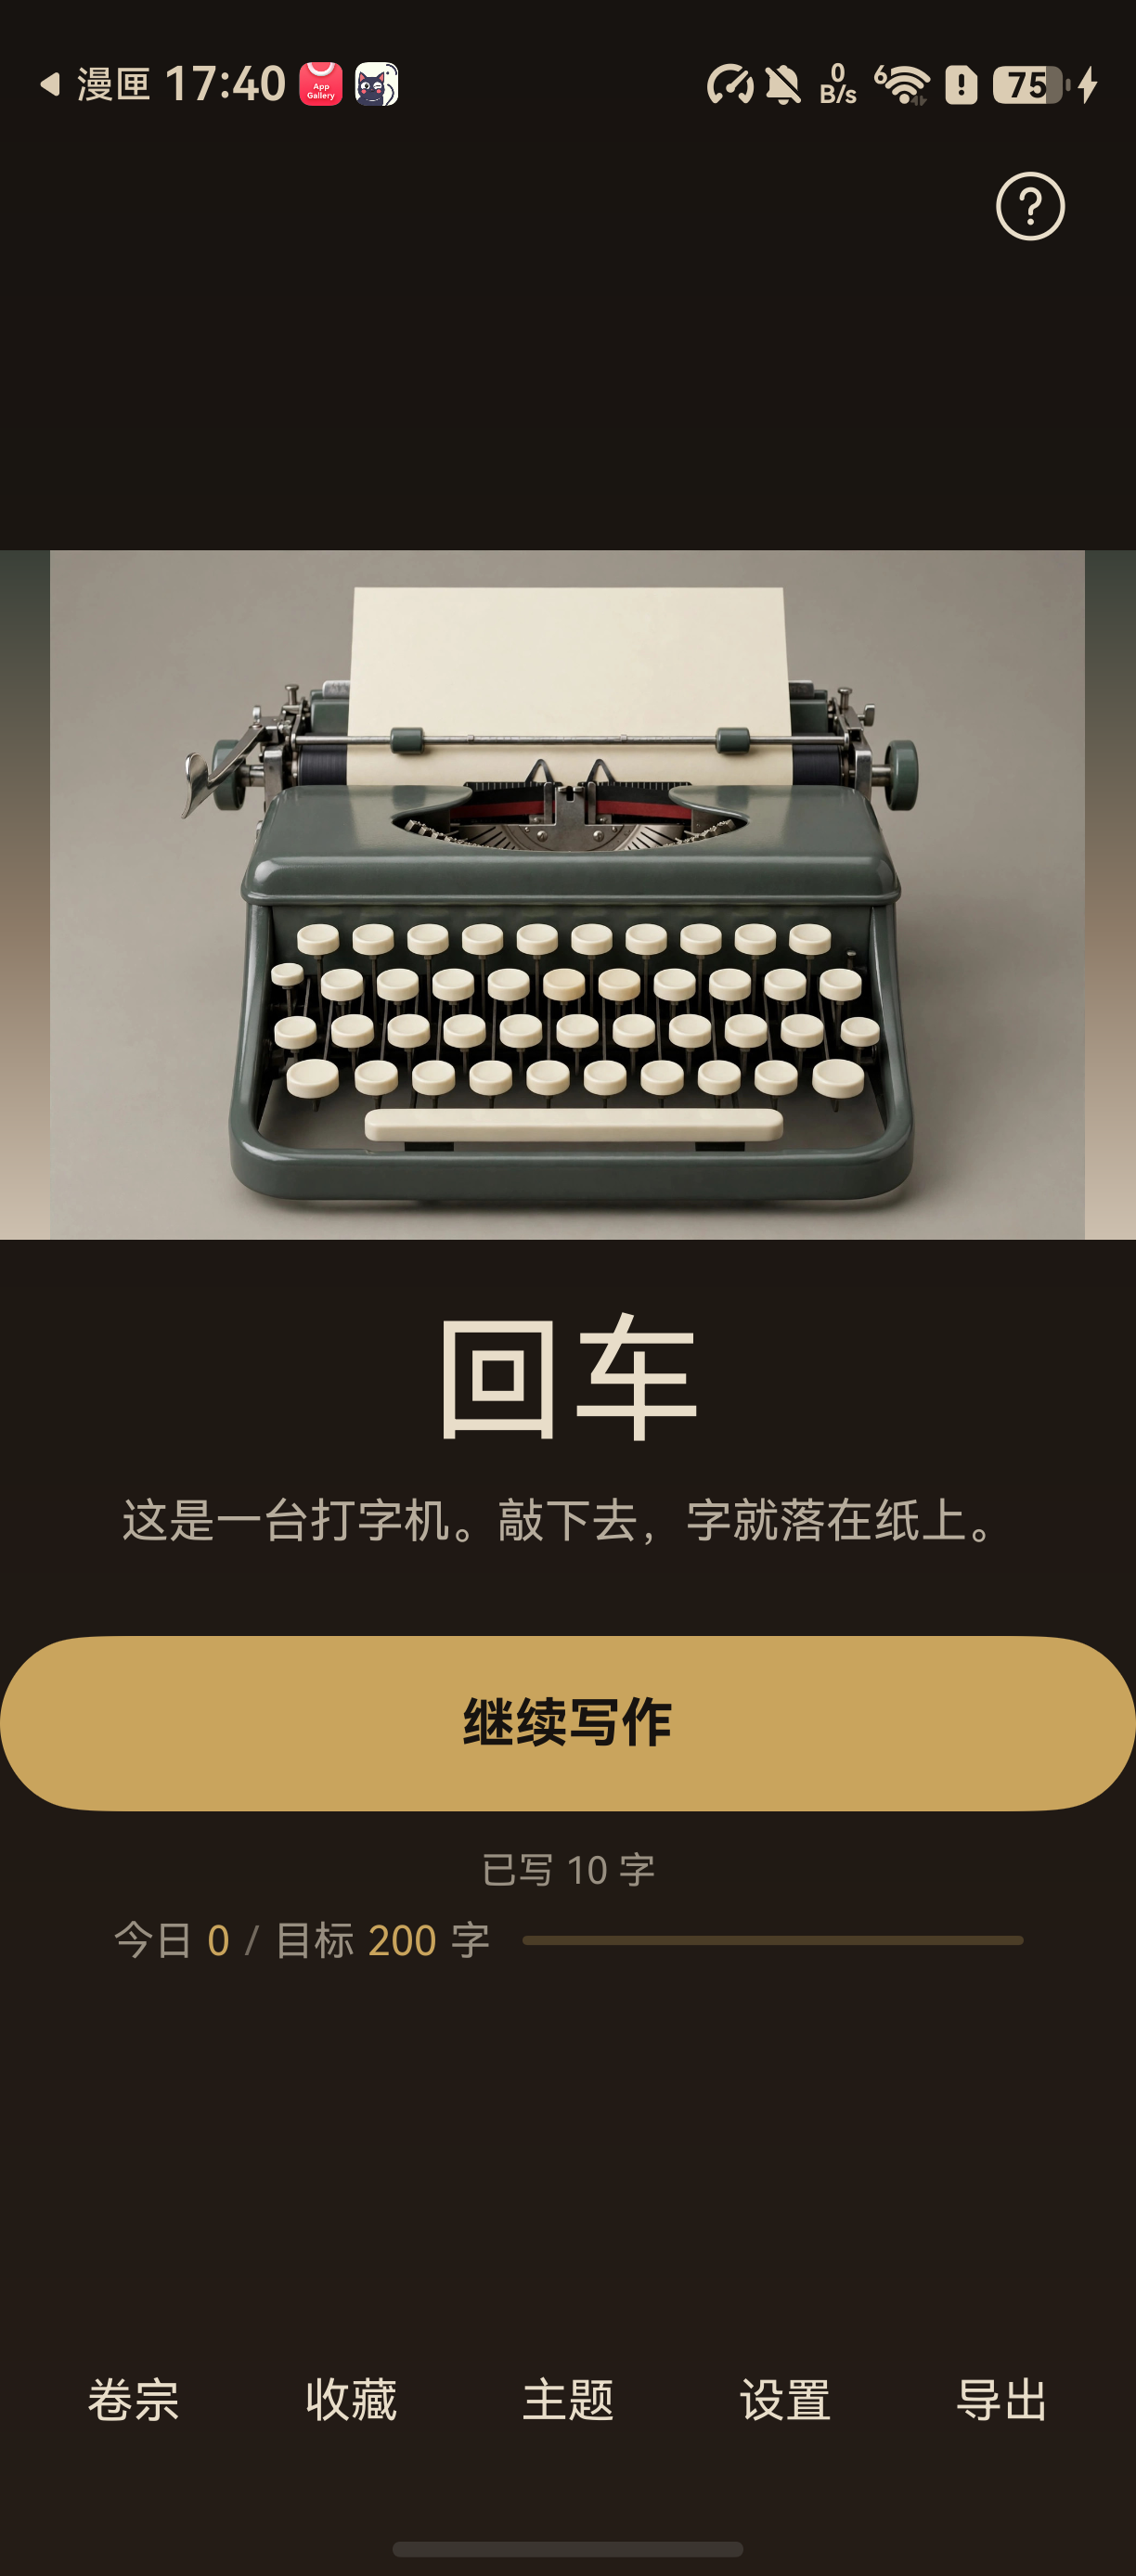 漫匣 17:40 App Gallery 0 B/s 6 75
回车
这是一台打字机。敲下去，字就落在纸上。
继续写作
已写 10 字
今日 0 / 目标 200 字
卷宗 收藏 主题 设置 导出